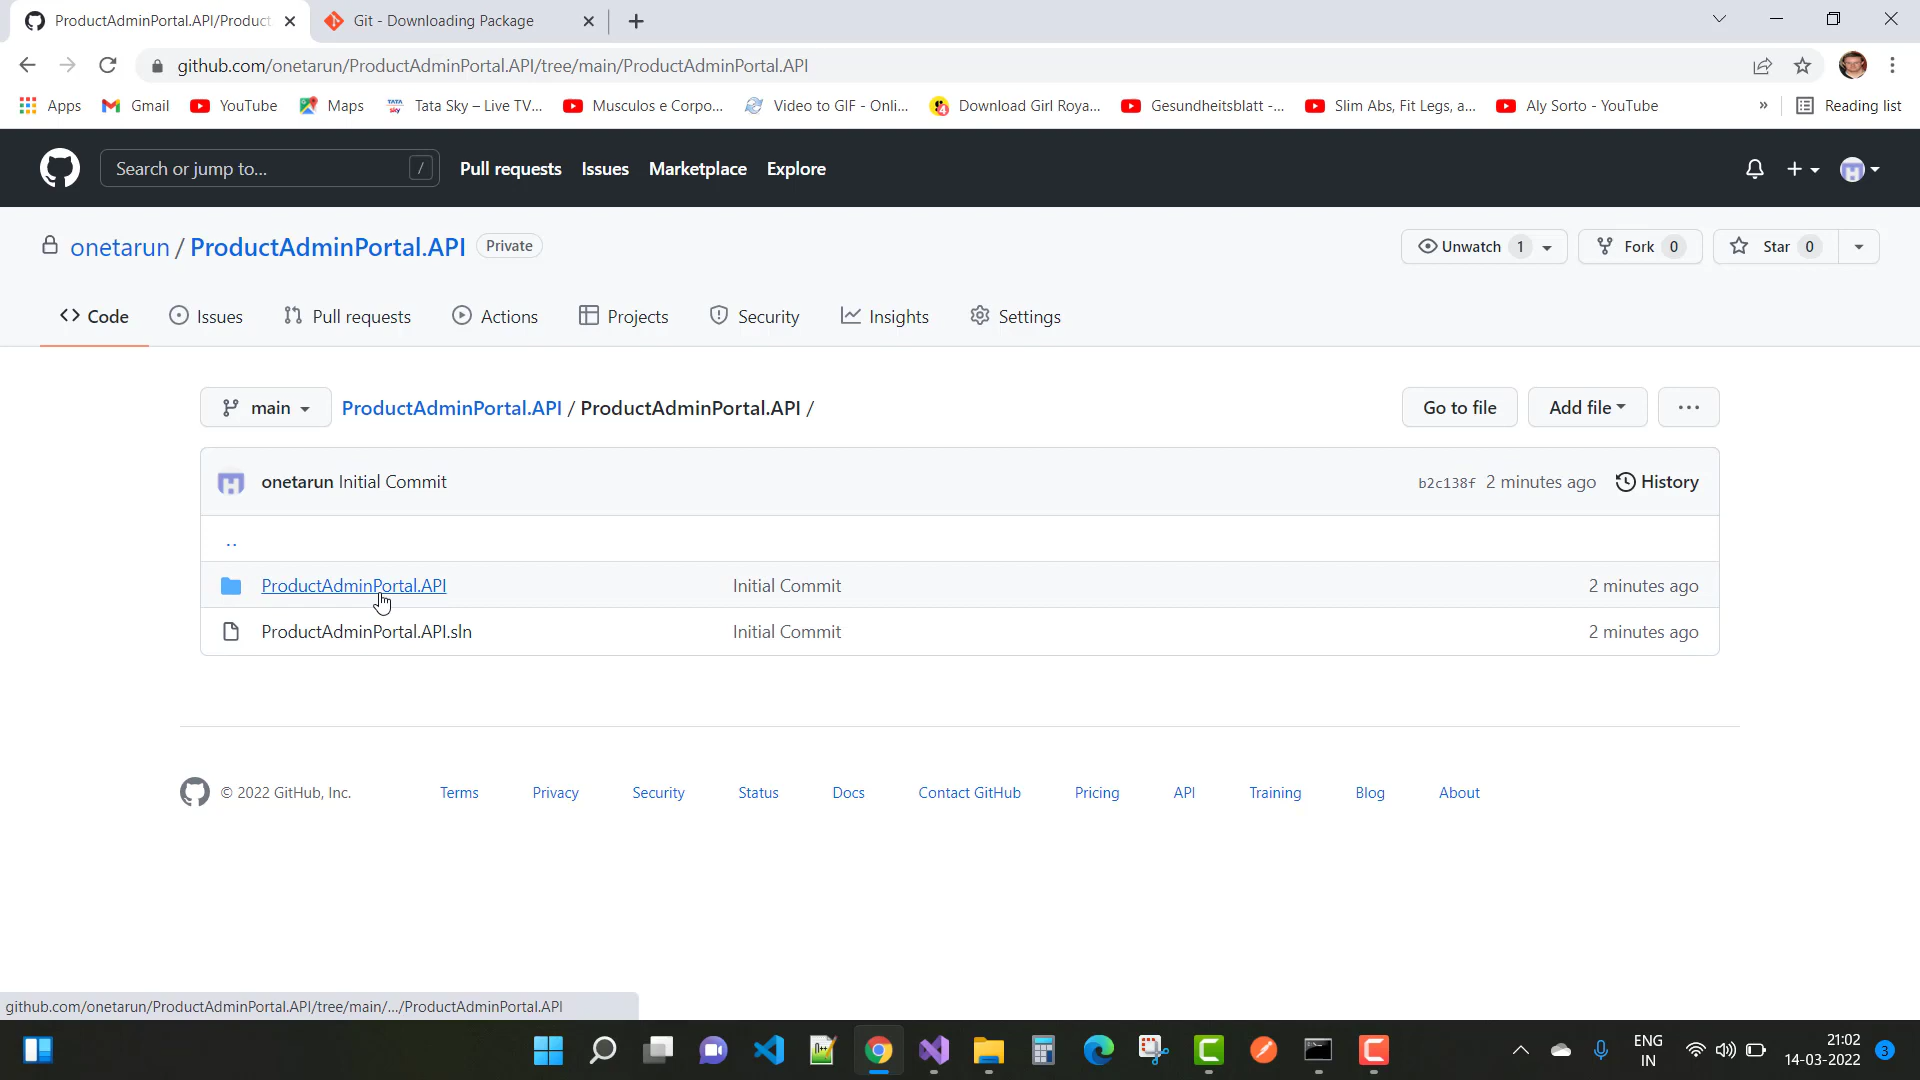 ProductAdminPortal.API/Product
Git - Downloading Package
github.com/onetarun/ProductAdminPortal.API/tree/main/ProductAdminPortal.API
Apps
Gmail
YouTube
Maps
Tata Sky – Live TV...
Musculos e Corpo...
Video to GIF - Onli...
Download Girl Roya...
Gesundheitsblatt -...
Slim Abs, Fit Legs, a...
Aly Sorto - YouTube
»
Reading list
Search or jump to...
/
Pull requests
Issues
Marketplace
Explore
onetarun / ProductAdminPortal.API
Private
Unwatch 1
Fork 0
Star 0
Code
Issues
Pull requests
Actions
Projects
Security
Insights
Settings
main
ProductAdminPortal.API / ProductAdminPortal.API /
Go to file
Add file
...
onetarun Initial Commit
b2c138f 2 minutes ago
History
..
ProductAdminPortal.API
Initial Commit
2 minutes ago
ProductAdminPortal.API.sln
Initial Commit
2 minutes ago
© 2022 GitHub, Inc.
Terms
Privacy
Security
Status
Docs
Contact GitHub
Pricing
API
Training
Blog
About
github.com/onetarun/ProductAdminPortal.API/tree/main/.../ProductAdminPortal.API
ENG
IN
21:02
14-03-2022
3